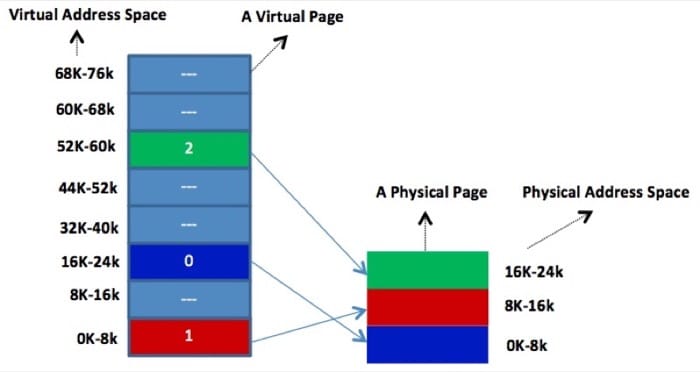 Virtual Address Space
A Virtual Page
68K-76k
---
60K-68k
---
52K-60k
2
44K-52k
---
A Physical Page
Physical Address Space
32K-40k
---
16K-24k
0
16K-24k
8K-16k
---
8K-16k
0K-8k
1
0K-8k